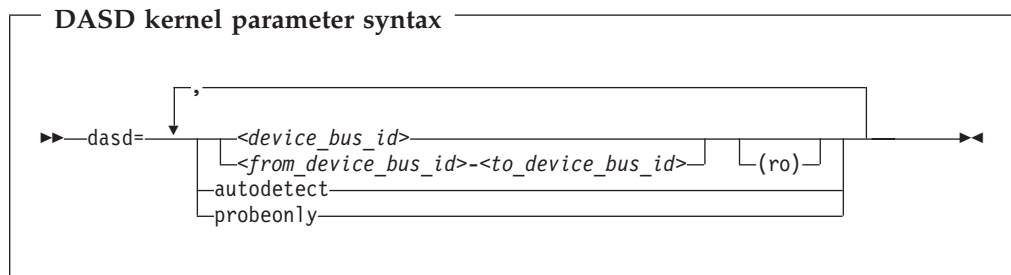 DASD kernel parameter syntax
,
dasd= <device_bus_id>
<from_device_bus_id>-<to_device_bus_id> (ro)
autodetect
probeonly